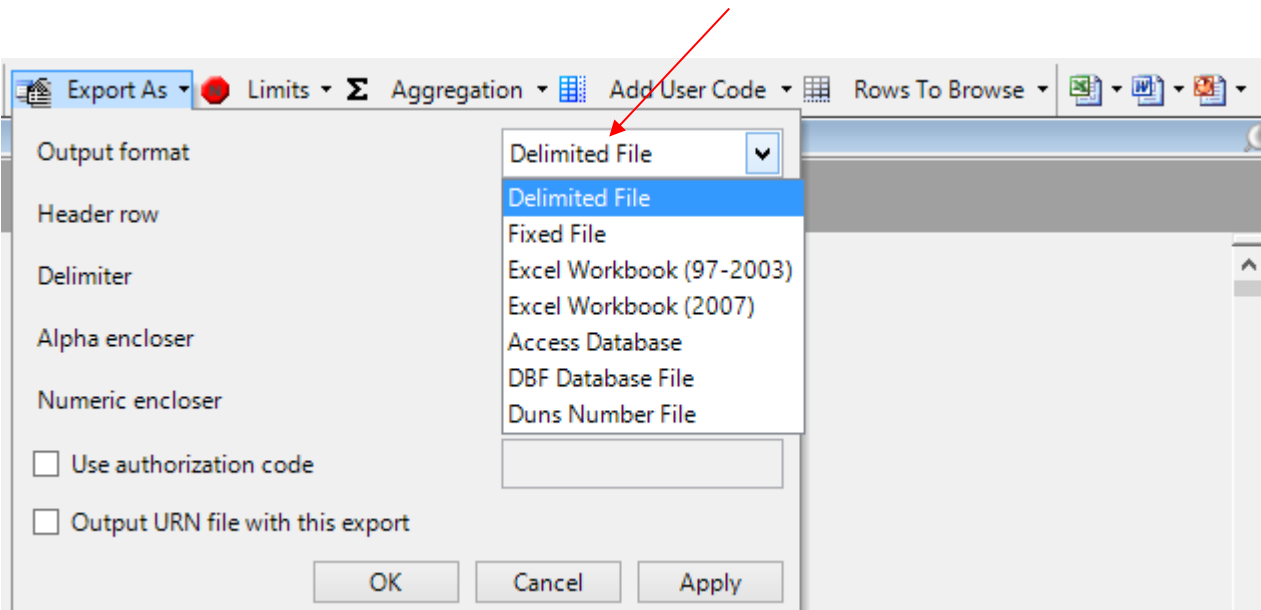 Export As Limits Aggregation Add User Code Rows To Browse
Output format Delimited File
Delimited File
Header row
Fixed File
Delimiter Excel Workbook (97-2003)
Excel Workbook (2007)
Alpha encloser Access Database
DBF Database File
Numeric encloser Duns Number File
Use authorization code
Output URN file with this export
OK Cancel Apply